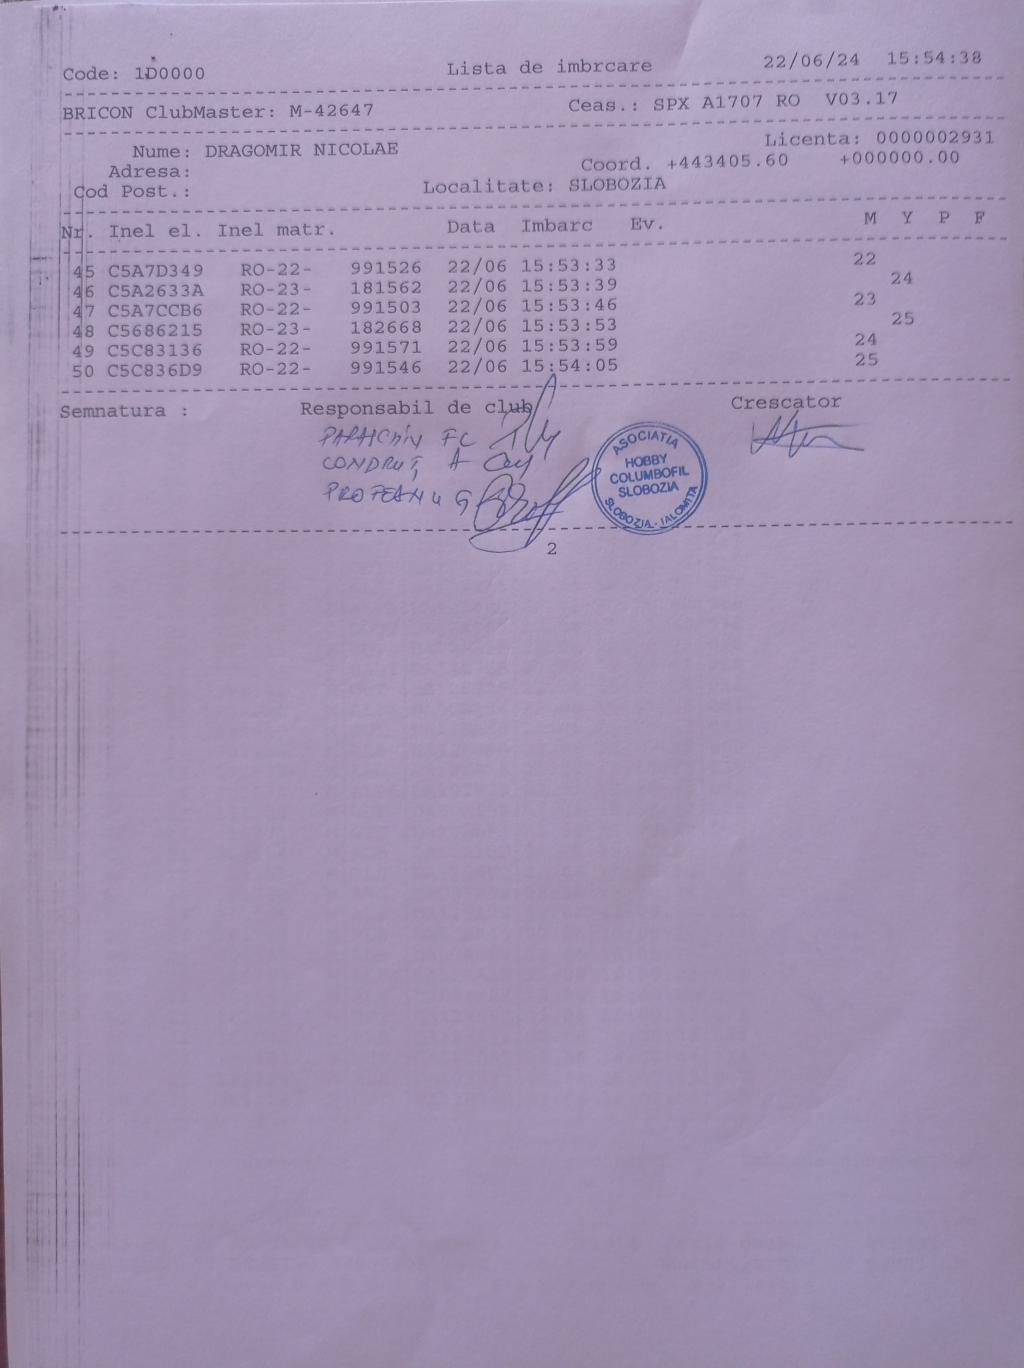 Code: 1D0000 Lista de imbrcare 22/06/24 15:54:38
BRICON ClubMaster: M-42647 Ceas.: SPX A1707 RO V03.17
Licenta: 0000002931
Nume: DRAGOMIR NICOLAE
Adresa: Coord. +443405.60 +000000.00
Cod Post.: Localitate: SLOBOZIA
Nr. Inel el. Inel matr. Data Imbarc Ev. M Y P F
45 C5A7D349 RO-22- 991526 22/06 15:53:33 22
46 C5A2633A RO-23- 181562 22/06 15:53:39 24
47 C5A7CCB6 RO-22- 991503 22/06 15:53:46 23
48 C5686215 RO-23- 182668 22/06 15:53:53 25
49 C5C83136 RO-22- 991571 22/06 15:53:59 24
50 C5C836D9 RO-22- 991546 22/06 15:54:05 25
Semnatura : Responsabil de club Crescator
FC
CONDRUȚ A
PROFEANU G
ASOCIATIA
HOBBY
COLUMBOFIL
SLOBOZIA
SLOBOZIA - IALOMITA
2